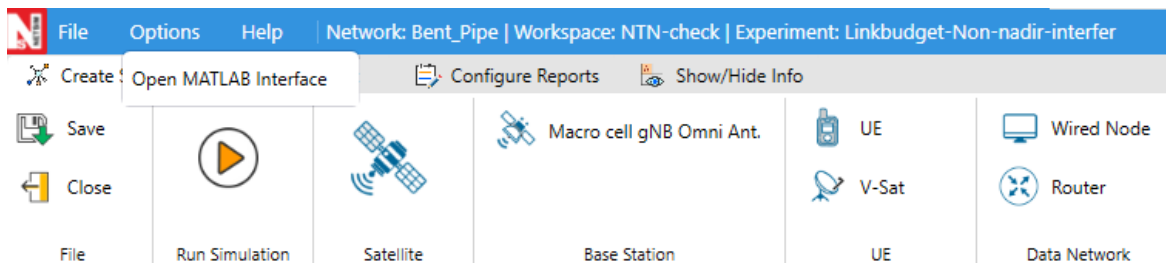 File Options Help Network: Bent_Pipe | Workspace: NTN-check | Experiment: Linkbudget-Non-nadir-interfer
Create Open MATLAB Interface Configure Reports Show/Hide Info
Save Macro cell gNB Omni Ant. UE Wired Node
Close V-Sat Router
File Run Simulation Satellite Base Station UE Data Network